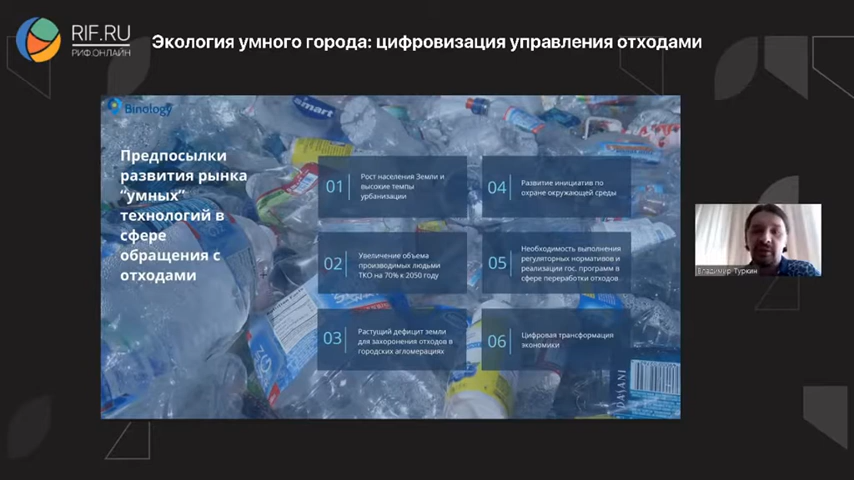 RIF.RU
РИФ.ОНЛАЙН
Экология умного города: цифровизация управления отходами
Binology
Предпосылки
развития рынка
“умных”
технологий в
сфере
обращения с
отходами
01
Рост населения Земли и
высокие темпы
урбанизации
02
Увеличение объема
производимых людьми
ТКО на 70% к 2050 году
03
Растущий дефицит земли
для захоронения отходов в
городских агломерациях
04
Развитие инициатив по
охране окружающей среды
05
Необходимость выполнения
регуляторных нормативов и
реализации гос. программ в
сфере переработки отходов
06
Цифровая трансформация
экономики
smart
DASANI
Владимир Туркин